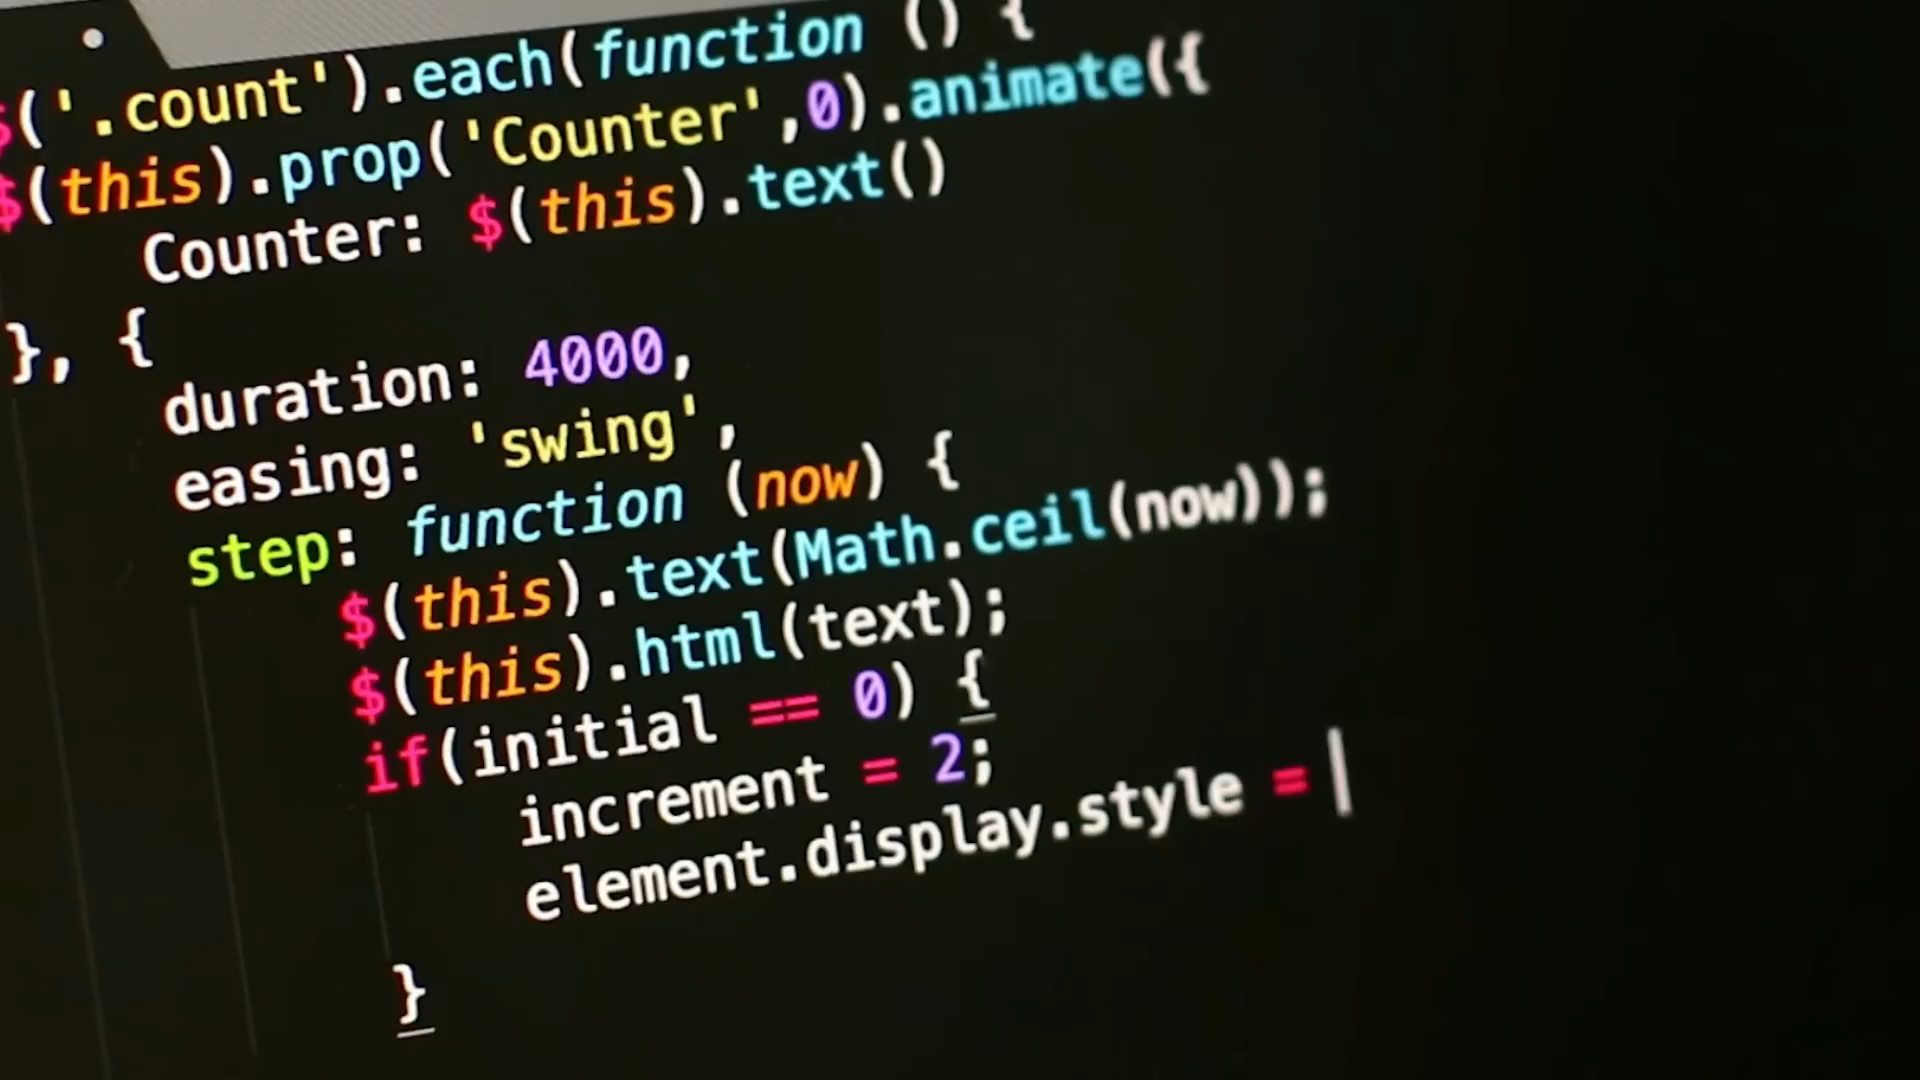 $('.count').each(function () {
$(this).prop('Counter',0).animate({
Counter: $(this).text()
}, {
duration: 4000,
easing: 'swing',
step: function (now) {
$(this).text(Math.ceil(now));
$(this).html(text);
if(initial == 0) {
increment = 2;
element.display.style =
}